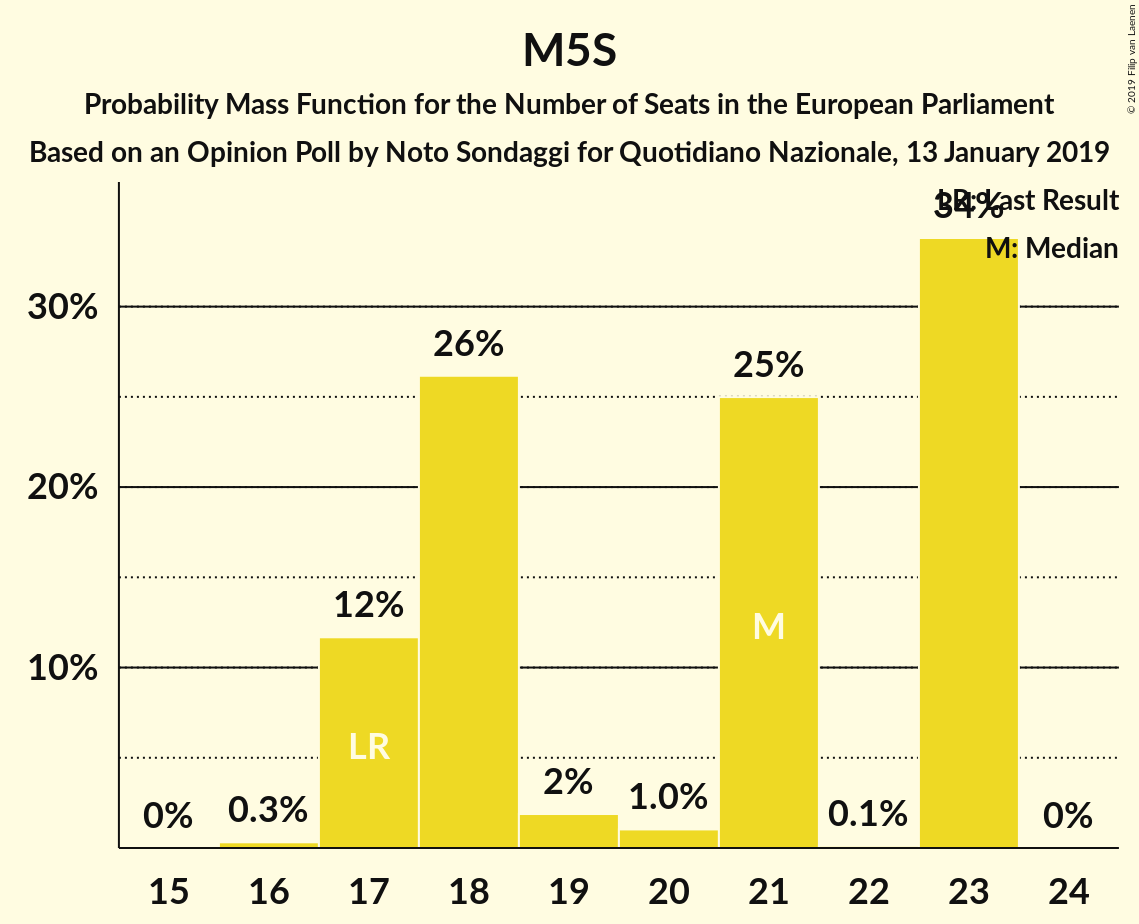 M5S
Probability Mass Function for the Number of Seats in the European Parliament
Based on an Opinion Poll by Noto Sondaggi for Quotidiano Nazionale, 13 January 2019
© 2019 Filip van Laenen
LR: Last Result
M: Median
34%
30%
26%
25%
20%
12%
10%
M
LR
2%
1.0%
0.3%
0.1%
0%
0%
15 16 17 18 19 20 21 22 23 24